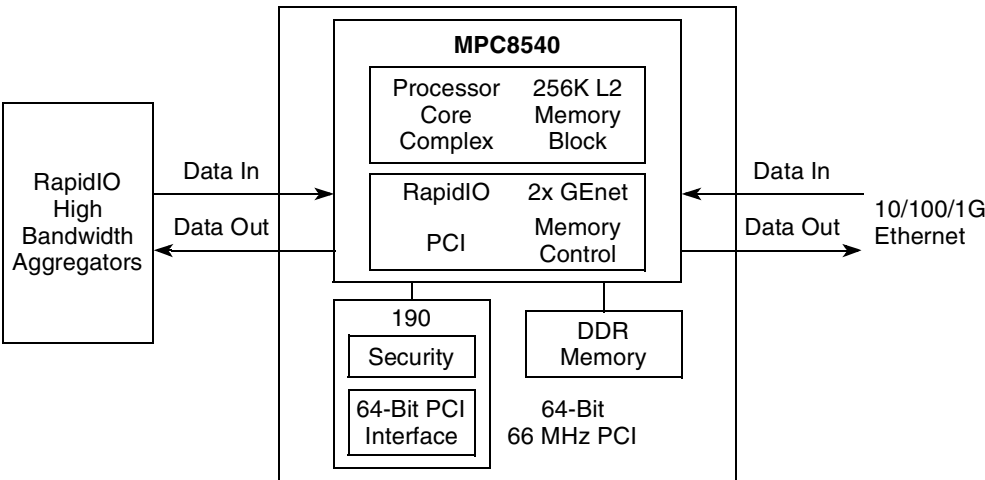 MPC8540
Processor
Core
Complex
256K L2
Memory
Block
RapidIO
High
Bandwidth
Aggregators
Data In
Data Out
RapidIO
2x GEnet
PCI
Memory
Control
Data In
Data Out
10/100/1G
Ethernet
190
Security
64-Bit PCI
Interface
DDR
Memory
64-Bit
66 MHz PCI